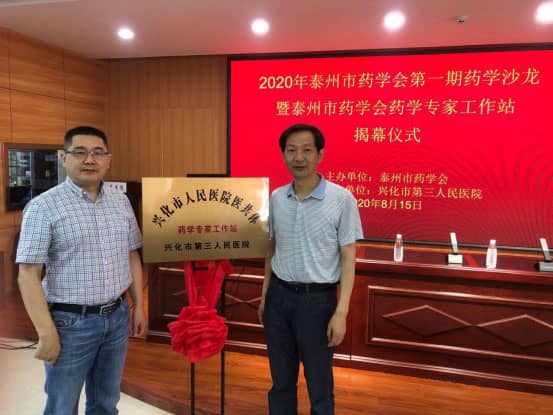 2020年泰州市药学会第一期药学沙龙
暨泰州市药学会药学专家工作站
揭幕仪式
主办单位：泰州市药学会
单位：兴化市第三人民医院
2020年8月15日
兴化市人民医院医共体
药学专家工作站
兴化市第三人民医院